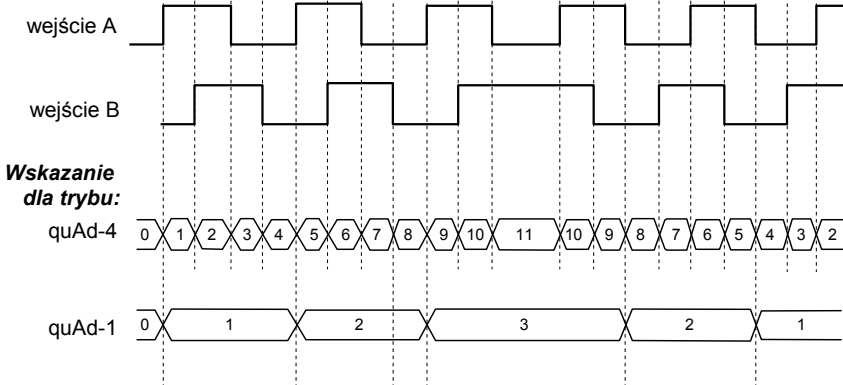 wejście A
wejście B
Wskazanie
dla trybu:
quAd-4 0 1 2 3 4 5 6 7 8 9 10 11 10 9 8 7 6 5 4 3 2
quAd-1 0 1 2 3 2 1